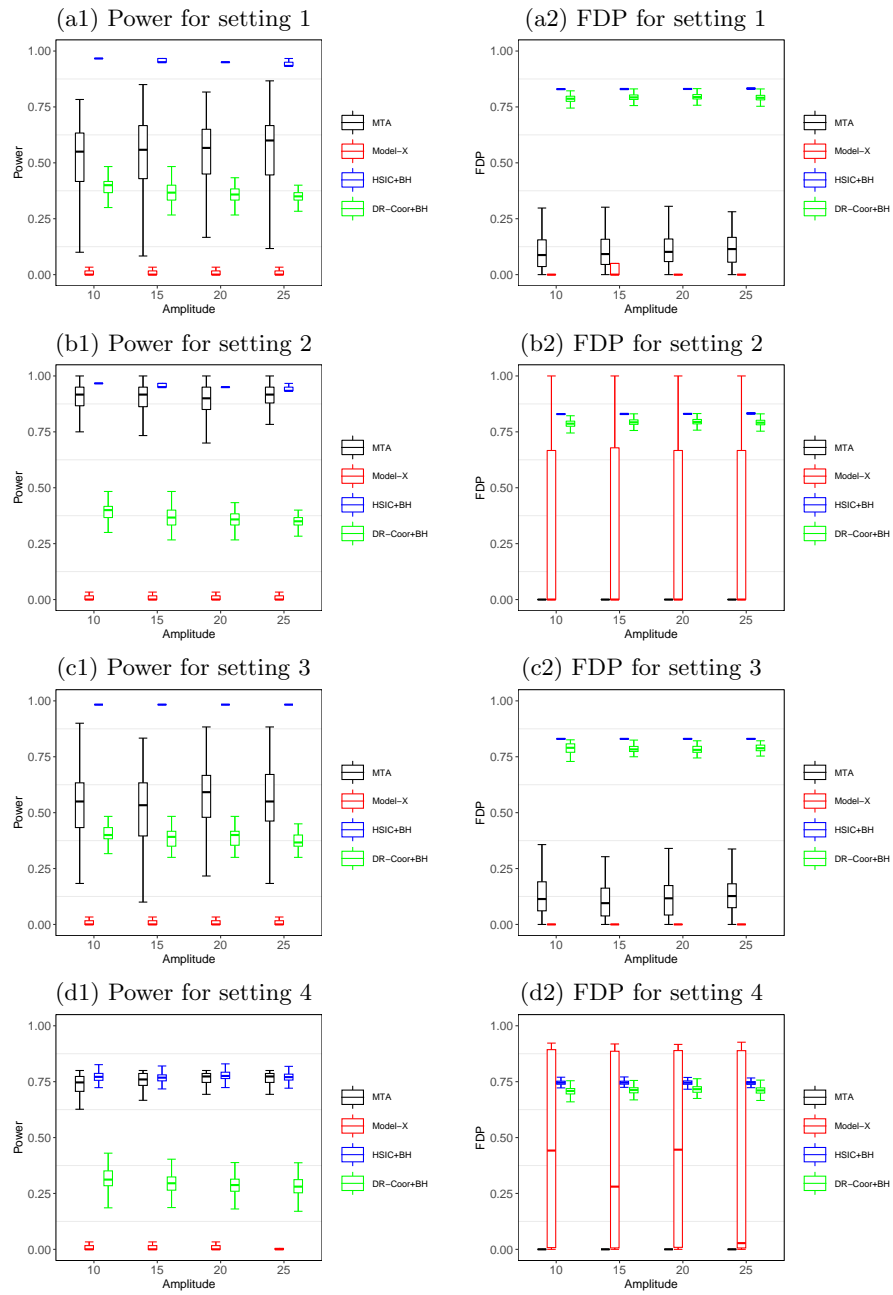 (a1) Power for setting 1
1.00
0.75
0.50
0.25
0.00
Power
10 15 20 25
Amplitude
MTA
Model−X
HSIC+BH
DR−Coor+BH
(a2) FDP for setting 1
1.00
0.75
0.50
0.25
0.00
FDP
10 15 20 25
Amplitude
MTA
Model−X
HSIC+BH
DR−Coor+BH
(b1) Power for setting 2
1.00
0.75
0.50
0.25
0.00
Power
10 15 20 25
Amplitude
MTA
Model−X
HSIC+BH
DR−Coor+BH
(b2) FDP for setting 2
1.00
0.75
0.50
0.25
0.00
FDP
10 15 20 25
Amplitude
MTA
Model−X
HSIC+BH
DR−Coor+BH
(c1) Power for setting 3
1.00
0.75
0.50
0.25
0.00
Power
10 15 20 25
Amplitude
MTA
Model−X
HSIC+BH
DR−Coor+BH
(c2) FDP for setting 3
1.00
0.75
0.50
0.25
0.00
FDP
10 15 20 25
Amplitude
MTA
Model−X
HSIC+BH
DR−Coor+BH
(d1) Power for setting 4
1.00
0.75
0.50
0.25
0.00
Power
10 15 20 25
Amplitude
MTA
Model−X
HSIC+BH
DR−Coor+BH
(d2) FDP for setting 4
1.00
0.75
0.50
0.25
0.00
FDP
10 15 20 25
Amplitude
MTA
Model−X
HSIC+BH
DR−Coor+BH